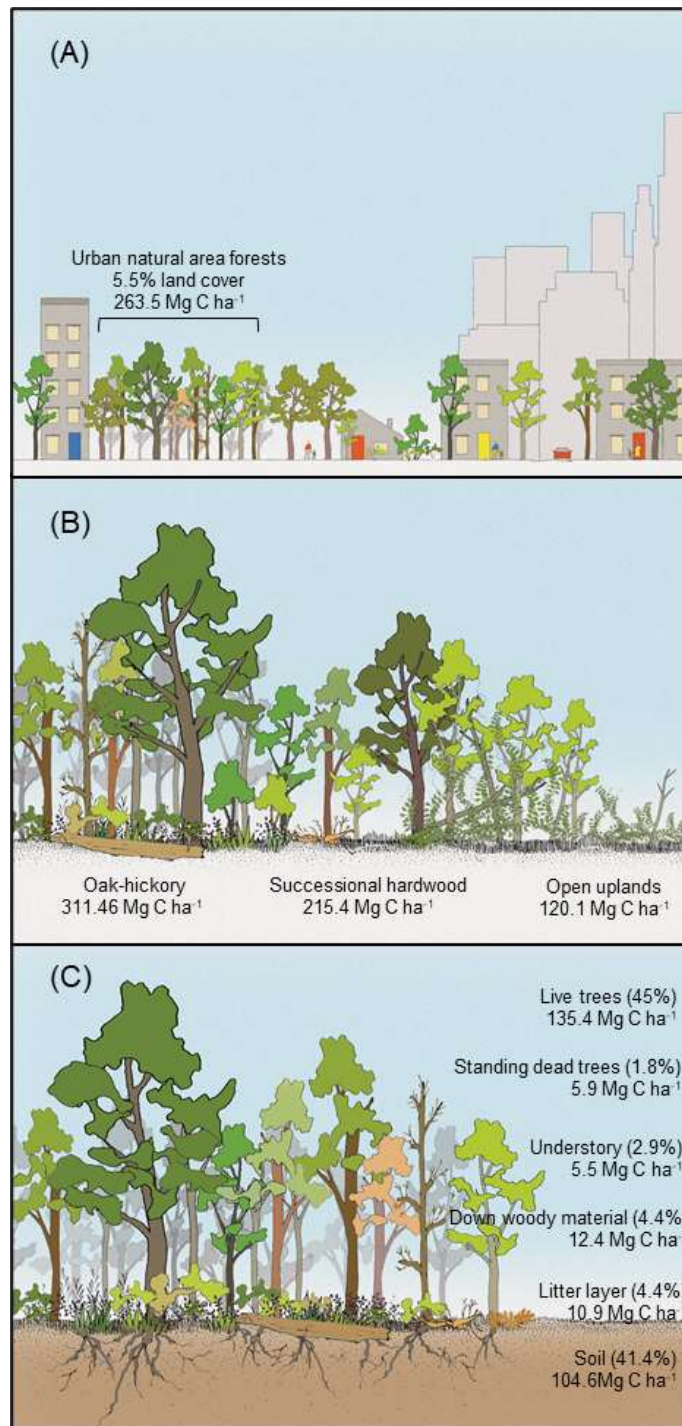 (A)
Urban natural area forests
5.5% land cover
263.5 Mg C ha⁻¹
(B)
Oak-hickory
311.46 Mg C ha⁻¹
Successional hardwood
215.4 Mg C ha⁻¹
Open uplands
120.1 Mg C ha⁻¹
(C)
Live trees (45%)
135.4 Mg C ha⁻¹
Standing dead trees (1.8%)
5.9 Mg C ha⁻¹
Understory (2.9%)
5.5 Mg C ha⁻¹
Down woody material (4.4%
12.4 Mg C ha
Litter layer (4.4%
10.9 Mg C ha
Soil (41.4%)
104.6Mg C ha⁻¹